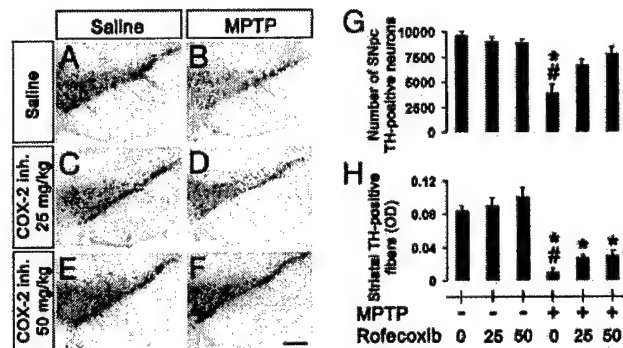 Saline
MPTP
Saline
COX-2 inh.
25 mg/kg
COX-2 inh.
50 mg/kg
A
B
C
D
E
F
G
Number of SNpc
TH-positive neurons
10000
7500
5000
2500
0
*
#
H
Striatal TH-positive
fibers (OD)
0.12
0.08
0.04
0.00
*
#
*
*
MPTP - - - + + +
Rofecoxib 0 25 50 0 25 50